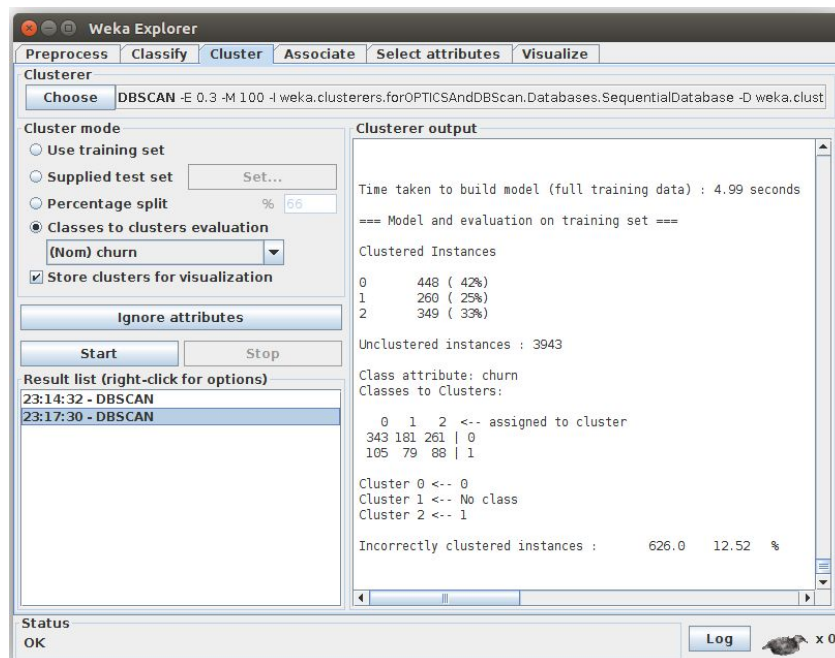 Weka Explorer
Preprocess Classify Cluster Associate Select attributes Visualize
Clusterer
Choose DBSCAN -E 0.3 -M 100 -I weka.clusterers.forOPTICSAndDBScan.Databases.SequentialDatabase -D weka.clust
Cluster mode
Use training set
Supplied test set Set...
Percentage split % 66
Classes to clusters evaluation
(Nom) churn
Store clusters for visualization
Ignore attributes
Start Stop
Result list (right-click for options)
23:14:32 - DBSCAN
23:17:30 - DBSCAN
Clusterer output
Time taken to build model (full training data) : 4.99 seconds
=== Model and evaluation on training set ===
Clustered Instances
0 448 ( 42%)
1 260 ( 25%)
2 349 ( 33%)
Unclustered instances : 3943
Class attribute: churn
Classes to Clusters:
0 1 2 <-- assigned to cluster
343 181 261 | 0
105 79 88 | 1
Cluster 0 <-- 0
Cluster 1 <-- No class
Cluster 2 <-- 1
Incorrectly clustered instances : 626.0 12.52 %
Status
OK
Log x 0